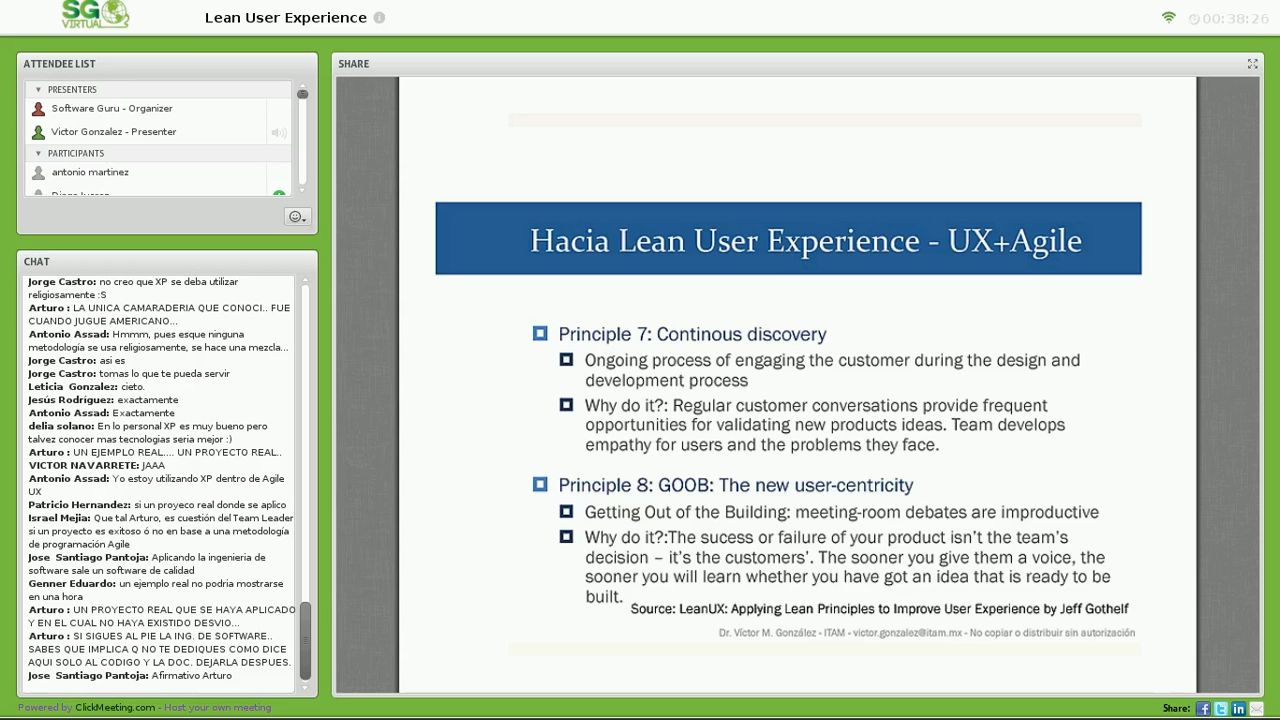 SG
VIRTUAL
Lean User Experience
00:38:26
ATTENDEE LIST
PRESENTERS
Software Guru - Organizer
Victor Gonzalez - Presenter
PARTICIPANTS
antonio martinez
CHAT
Jorge Castro: no creo que XP se deba utilizar
religiosamente :S
Arturo : LA UNICA CAMARADERIA QUE CONOCI.. FUE
CUANDO JUGUE AMERICANO...
Antonio Assad: Hmmm, pues esque ninguna
metodologia se usa religiosamente, se hace una mezcla...
Jorge Castro: asi es
Jorge Castro: tomas lo que te pueda servir
Leticia Gonzalez: cieto.
Jesús Rodríguez: exactamente
Antonio Assad: Exactamente
delia solano: En lo personal XP es muy bueno pero
talvez conocer mas tecnologias seria mejor :)
Arturo : UN EJEMPLO REAL.... UN PROYECTO REAL..
VICTOR NAVARRETE: JAAA
Antonio Assad: Yo estoy utilizando XP dentro de Agile
UX
Patricio Hernandez: si un proyeco real donde se aplico
Israel Mejia: Que tal Arturo, es cuestión del Team Leader
si un proyecto es exitoso ó no en base a una metodología
de programación Agile
Jose Santiago Pantoja: Aplicando la ingenieria de
software sale un software de calidad
Genner Eduardo: un ejemplo real no podria mostrarse
en una hora
Arturo : UN PROYECTO REAL QUE SE HAYA APLICADO
Y EN EL CUAL NO HAYA EXISTIDO DESVIO...
Arturo : SI SIGUES AL PIE LA ING. DE SOFTWARE..
SABES QUE IMPLICA Q NO TE DEDIQUES COMO DICE
AQUI SOLO AL CODIGO Y LA DOC. DEJARLA DESPUES.
Jose Santiago Pantoja: Afirmativo Arturo
SHARE
Hacia Lean User Experience - UX+Agile
Principle 7: Continous discovery
Ongoing process of engaging the customer during the design and
development process
Why do it?: Regular customer conversations provide frequent
opportunities for validating new products ideas. Team develops
empathy for users and the problems they face.
Principle 8: GOOB: The new user-centricity
Getting Out of the Building: meeting-room debates are improductive
Why do it?:The sucess or failure of your product isn't the team's
decision – it's the customers'. The sooner you give them a voice, the
sooner you will learn whether you have got an idea that is ready to be
built.
Source: LeanUX: Applying Lean Principles to Improve User Experience by Jeff Gothelf
Dr. Víctor M. González - ITAM - victor.gonzalez@itam.mx - No copiar o distribuir sin autorización
Powered by ClickMeeting.com - Host your own meeting
Share: